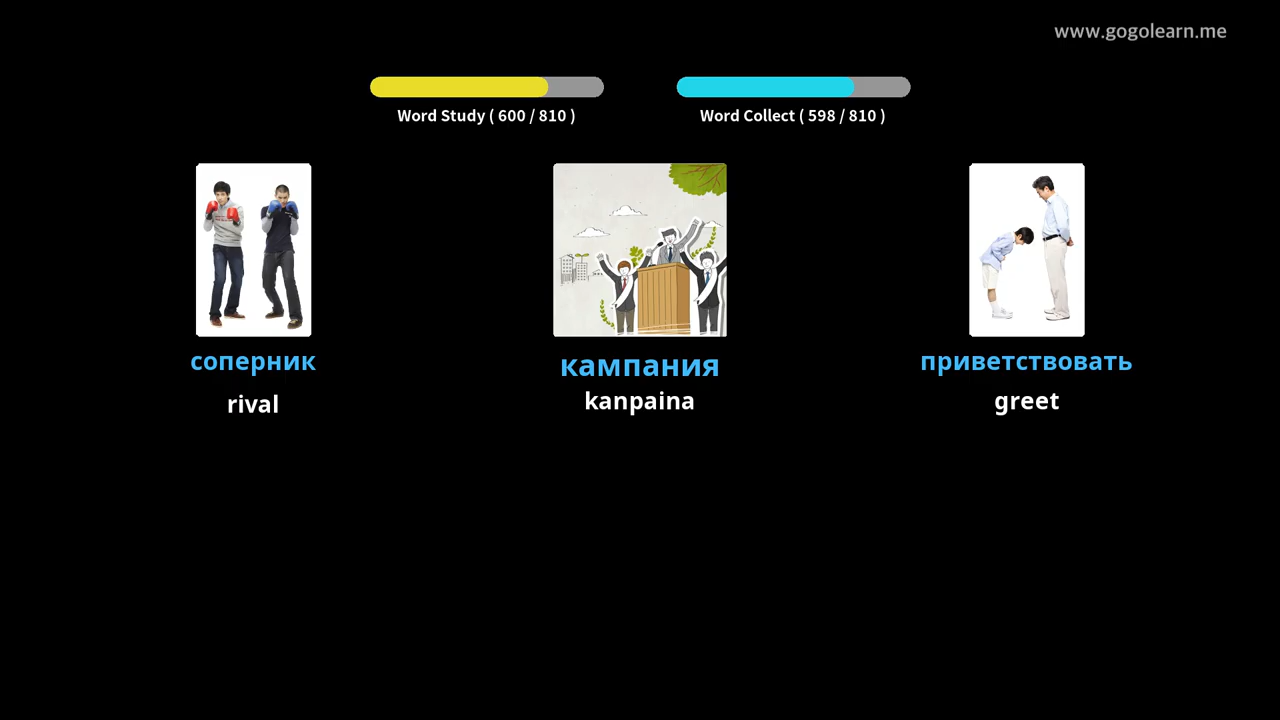 www.gogolearn.me
Word Study ( 600 / 810 )
Word Collect ( 598 / 810 )
соперник
кампания
приветствовать
rival
kanpaina
greet